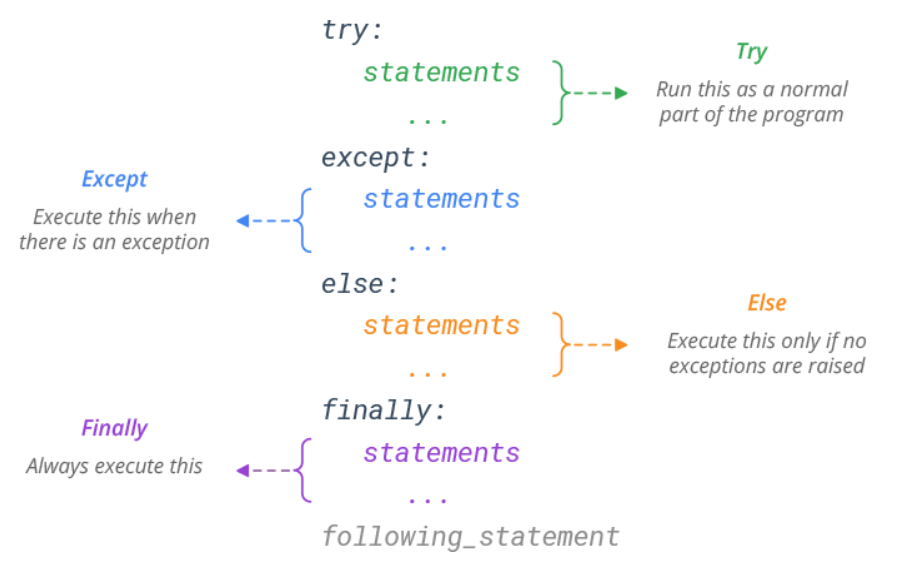 try:
statements
...
Try
Run this as a normal
part of the program
except:
Except
Execute this when
there is an exception
statements
...
else:
statements
...
Else
Execute this only if no
exceptions are raised
finally:
Finally
Always execute this
statements
...
following_statement